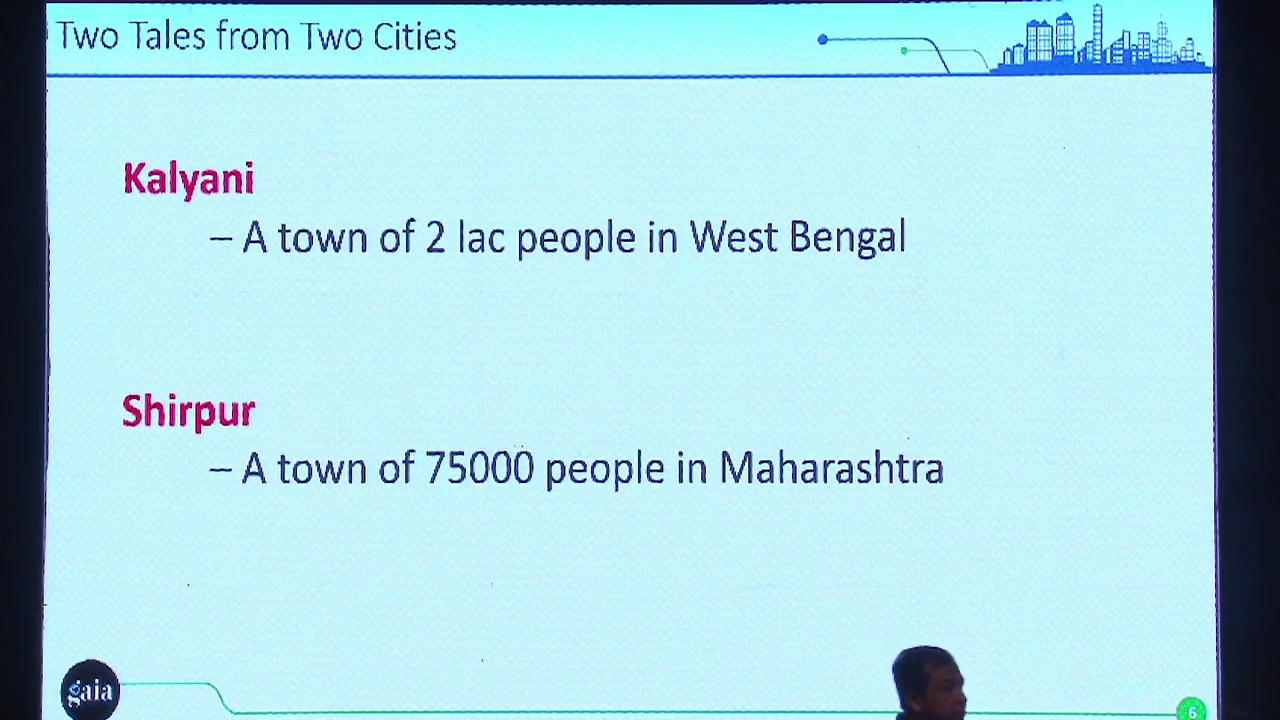 Two Tales from Two Cities
Kalyani
– A town of 2 lac people in West Bengal
Shirpur
– A town of 75000 people in Maharashtra
gaia
6